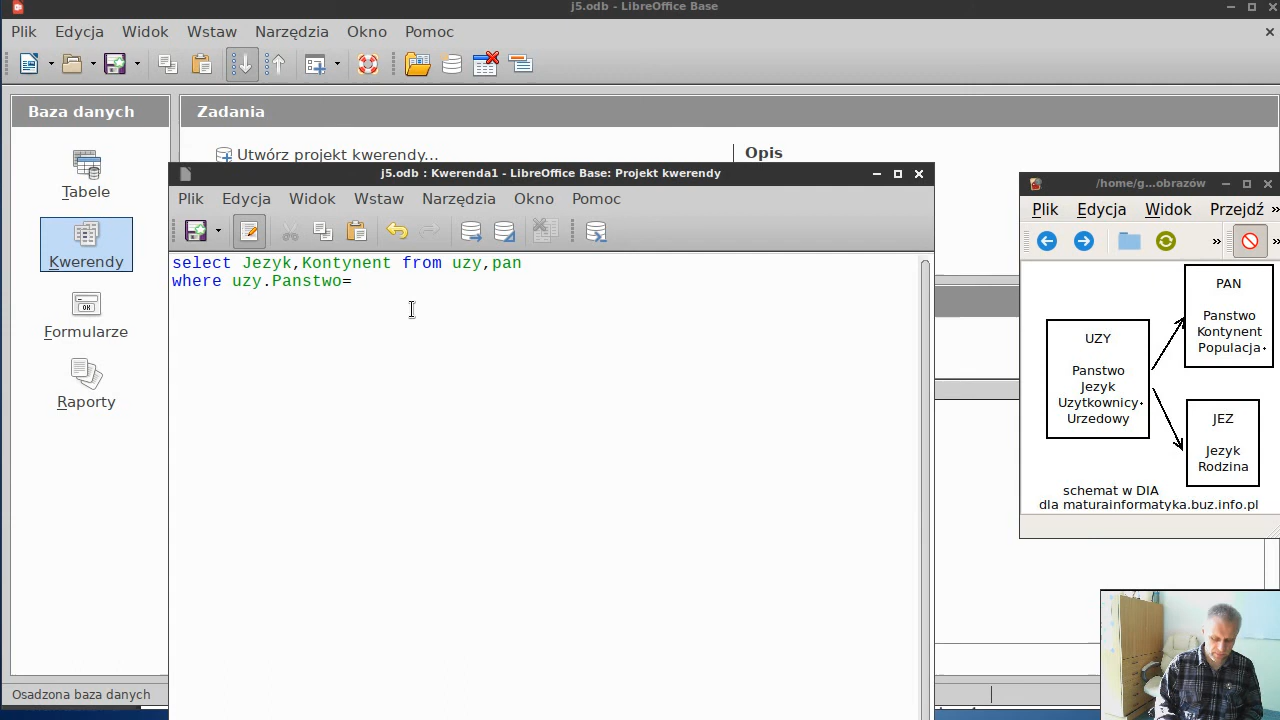 j5.odb - LibreOffice Base
Plik Edycja Widok Wstaw Narzędzia Okno Pomoc
Baza danych
Tabele
Kwerendy
Formularze
Raporty
Osadzona baza danych
Zadania
Utwórz projekt kwerendy...
Opis
j5.odb : Kwerenda1 - LibreOffice Base: Projekt kwerendy
Plik Edycja Widok Wstaw Narzędzia Okno Pomoc
select Jezyk,Kontynent from uzy,pan
where uzy.Panstwo=
/home/g...obrazów
Plik Edycja Widok Przejdź »
» »
UZY
Panstwo
Jezyk
Uzytkownicy
Urzedowy
PAN
Panstwo
Kontynent
Populacja
JEZ
Jezyk
Rodzina
schemat w DIA
dla maturainformatyka.buz.info.pl